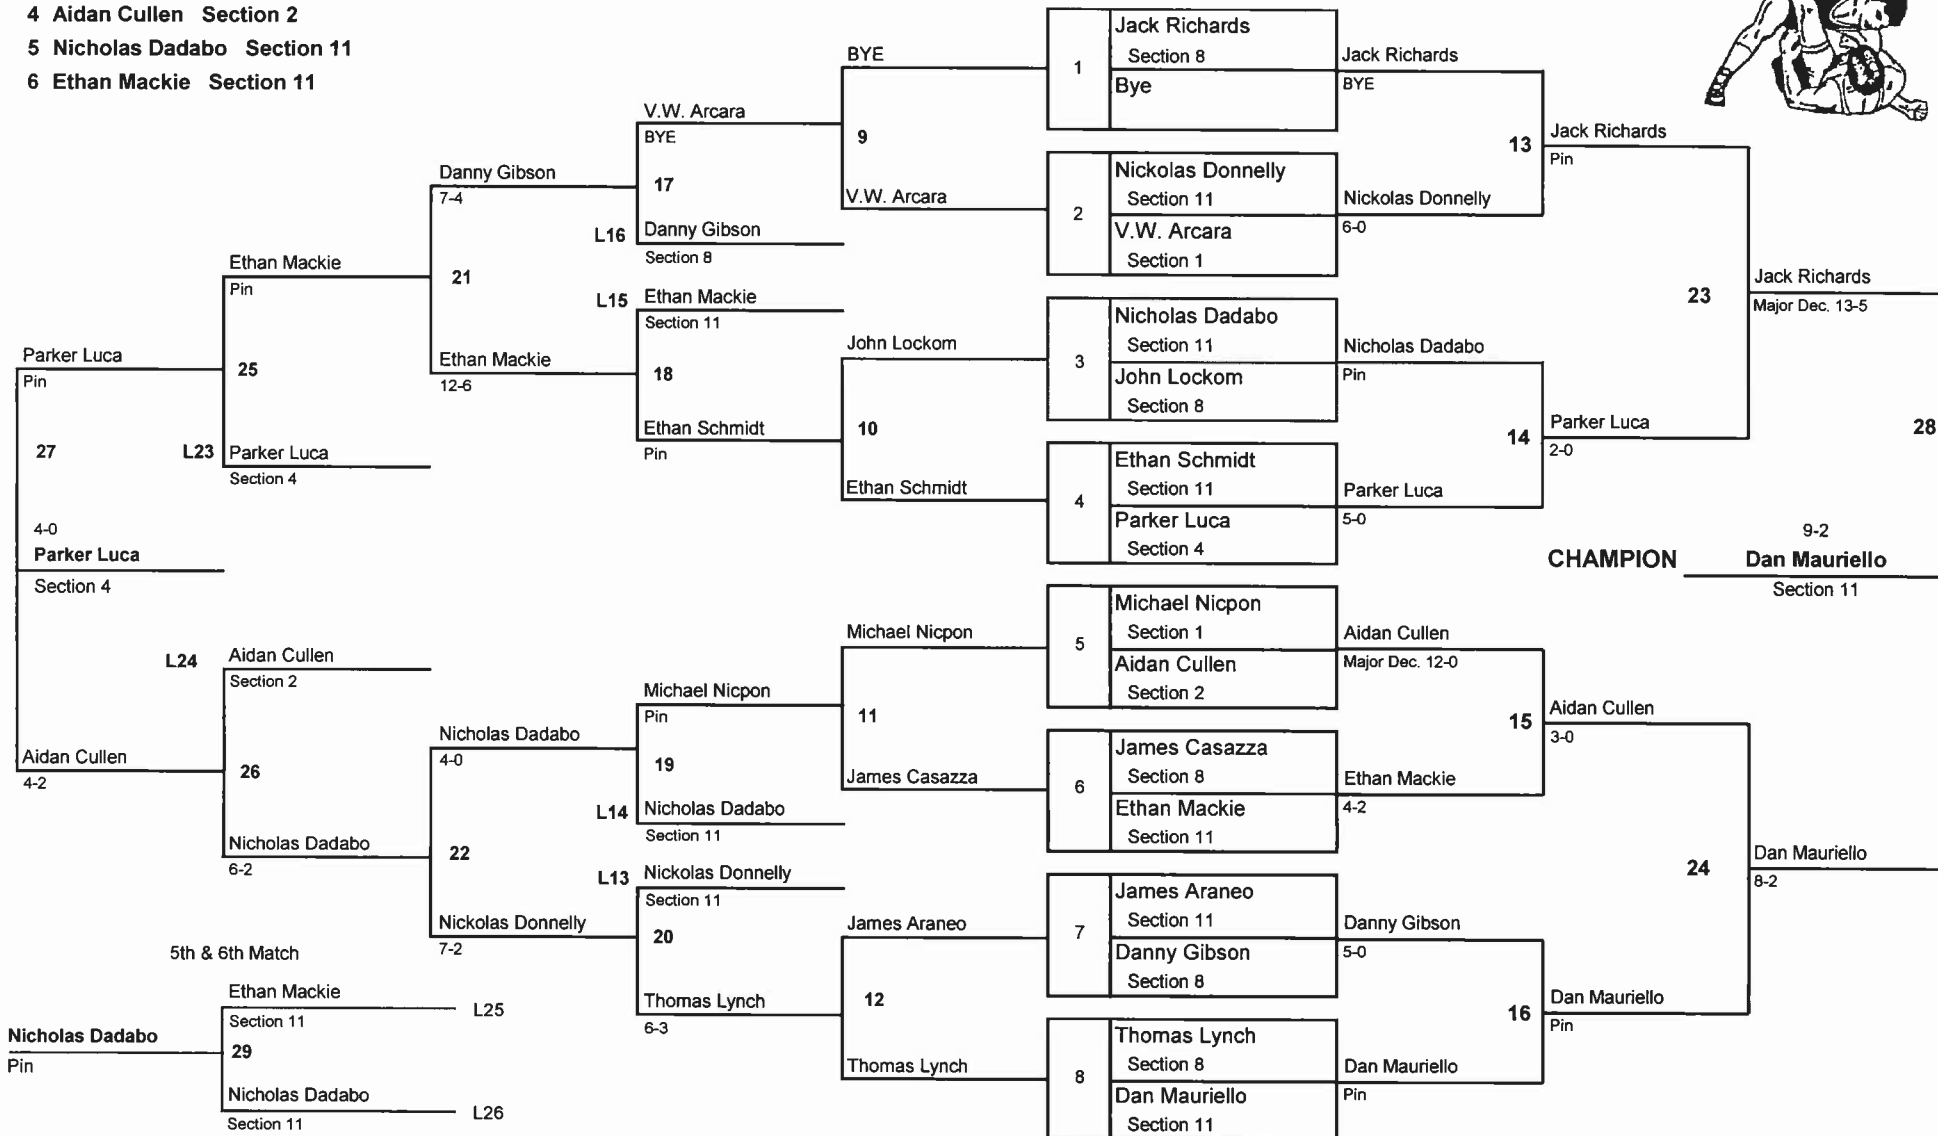 4 Aidan Cullen Section 2
5 Nicholas Dadabo Section 11
6 Ethan Mackie Section 11
Parker Luca
Pin
27
4-0
Parker Luca
Section 4
Aidan Cullen
4-2
Ethan Mackie
Pin
25
L23
Parker Luca
Section 4
L24
Aidan Cullen
Section 2
26
Nicholas Dadabo
6-2
5th & 6th Match
Ethan Mackie
L25
Section 11
Nicholas Dadabo
Pin
29
Nicholas Dadabo
L26
Section 11
Danny Gibson
7-4
21
Ethan Mackie
12-6
Nicholas Dadabo
4-0
22
Nickolas Donnelly
7-2
V.W. Arcara
BYE
17
L16
Danny Gibson
Section 8
L15
Ethan Mackie
Section 11
18
Ethan Schmidt
Pin
Michael Nicpon
Pin
19
L14
Nicholas Dadabo
Section 11
L13
Nickolas Donnelly
Section 11
20
Thomas Lynch
6-3
BYE
9
V.W. Arcara
John Lockom
10
Ethan Schmidt
Michael Nicpon
11
James Casazza
James Araneo
12
Thomas Lynch
1
Jack Richards
Section 8
Bye
2
Nickolas Donnelly
Section 11
V.W. Arcara
Section 1
3
Nicholas Dadabo
Section 11
John Lockom
Section 8
4
Ethan Schmidt
Section 11
Parker Luca
Section 4
5
Michael Nicpon
Section 1
Aidan Cullen
Section 2
6
James Casazza
Section 8
Ethan Mackie
Section 11
7
James Araneo
Section 11
Danny Gibson
Section 8
8
Thomas Lynch
Section 8
Dan Mauriello
Section 11
Jack Richards
BYE
Nickolas Donnelly
6-0
Nicholas Dadabo
Pin
Parker Luca
5-0
Aidan Cullen
Major Dec. 12-0
Ethan Mackie
4-2
Danny Gibson
5-0
Dan Mauriello
Pin
13
Jack Richards
Pin
14
Parker Luca
2-0
15
Aidan Cullen
3-0
16
Dan Mauriello
Pin
23
Jack Richards
Major Dec. 13-5
28
9-2
CHAMPION Dan Mauriello
Section 11
24
Dan Mauriello
8-2